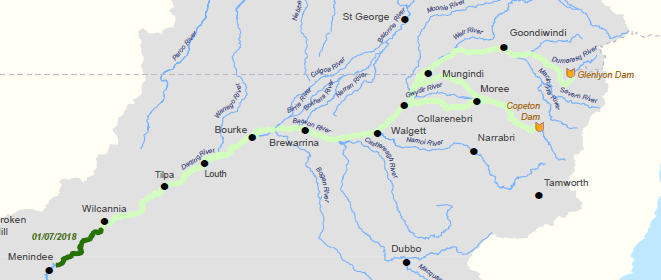 Moonie River
St George
Paroo River
Balonne River
Weir River
Goondiwindi
Dumaresq River
Culgoa River
Glenlyon Dam
Mungindi
Narran River
Macintyre River
Birrie River
Bokhara River
Gwydir River
Moree
Severn River
Warrego River
Copeton
Dam
Collarenebri
Barwon River
Bourke
Walgett
Brewarrina
Narrabri
Namoi River
Castlereagh River
Darling River
Louth
Tilpa
Bogan River
Tamworth
Wilcannia
roken
ill
01/07/2018
Menindee
Dubbo
Macqua